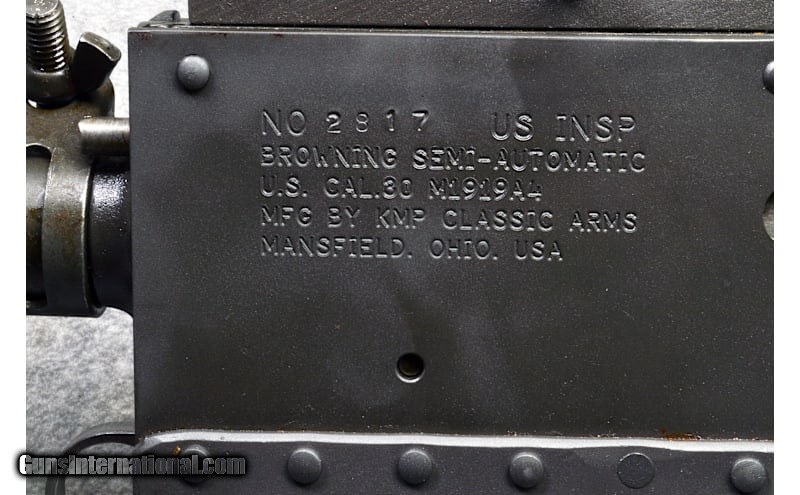 NO 2817 US INSP
BROWNING SEMI-AUTOMATIC
U.S. CAL.30 M1919A4
MFG BY KMP CLASSIC ARMS
MANSFIELD. OHIO. USA
GunsInternational.com